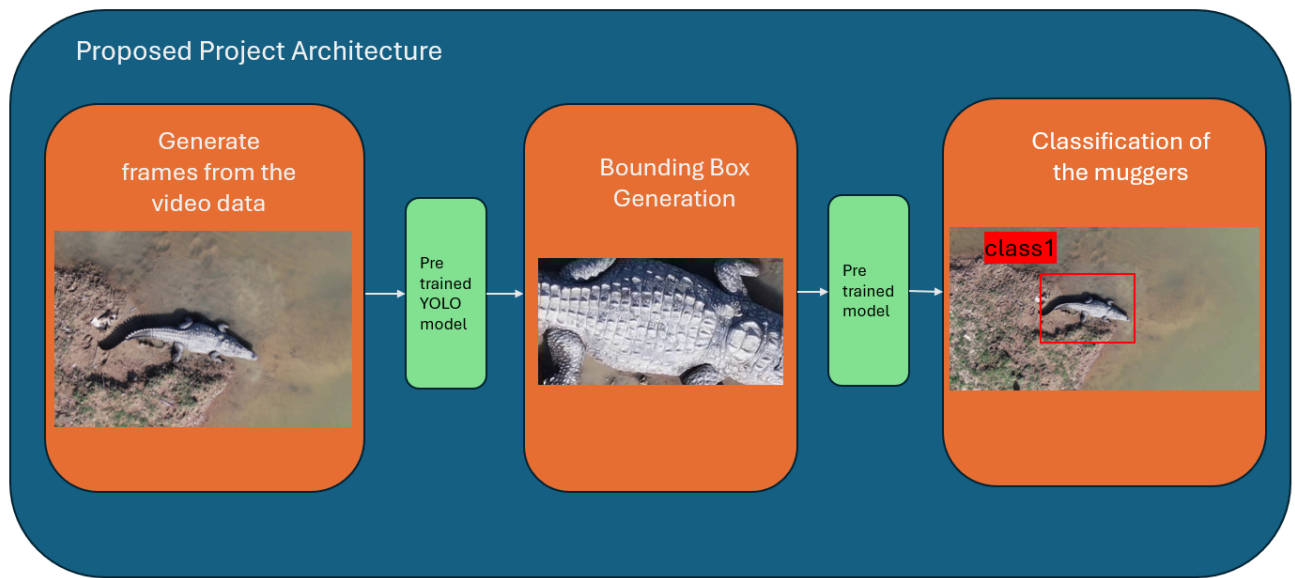 Proposed Project Architecture
Generate
frames from the
video data
Pre
trained
YOLO
model
Bounding Box
Generation
Pre
trained
model
Classification of
the muggers
class1